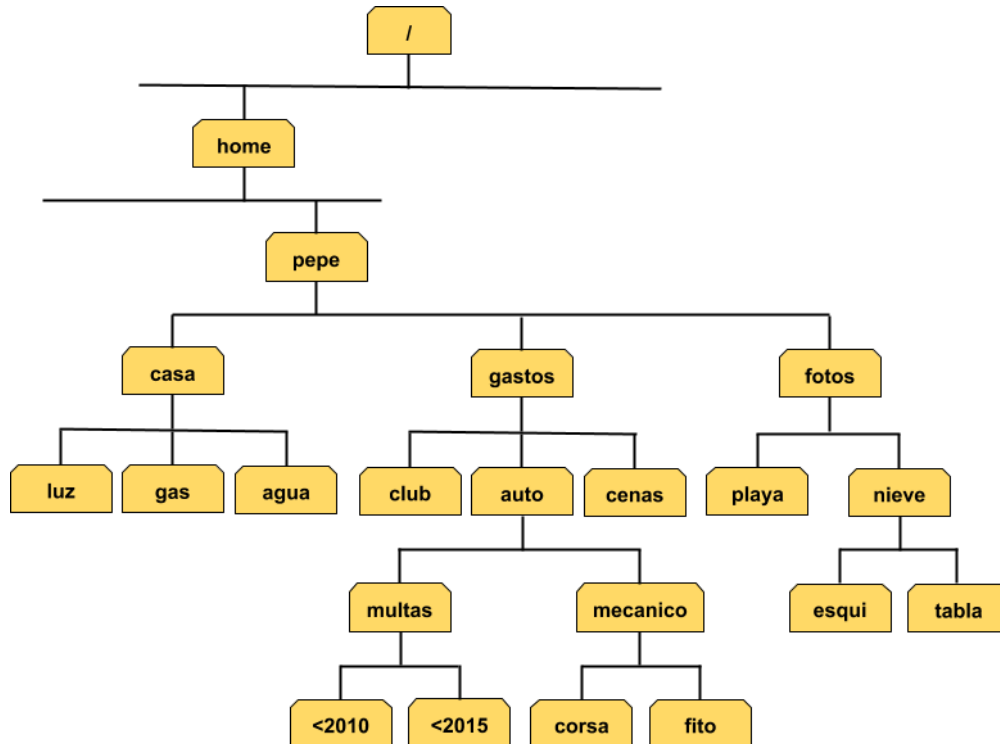 /
home
pepe
casa gastos fotos
luz gas agua club auto cenas playa nieve
multas mecanico esqui tabla
<2010 <2015 corsa fito